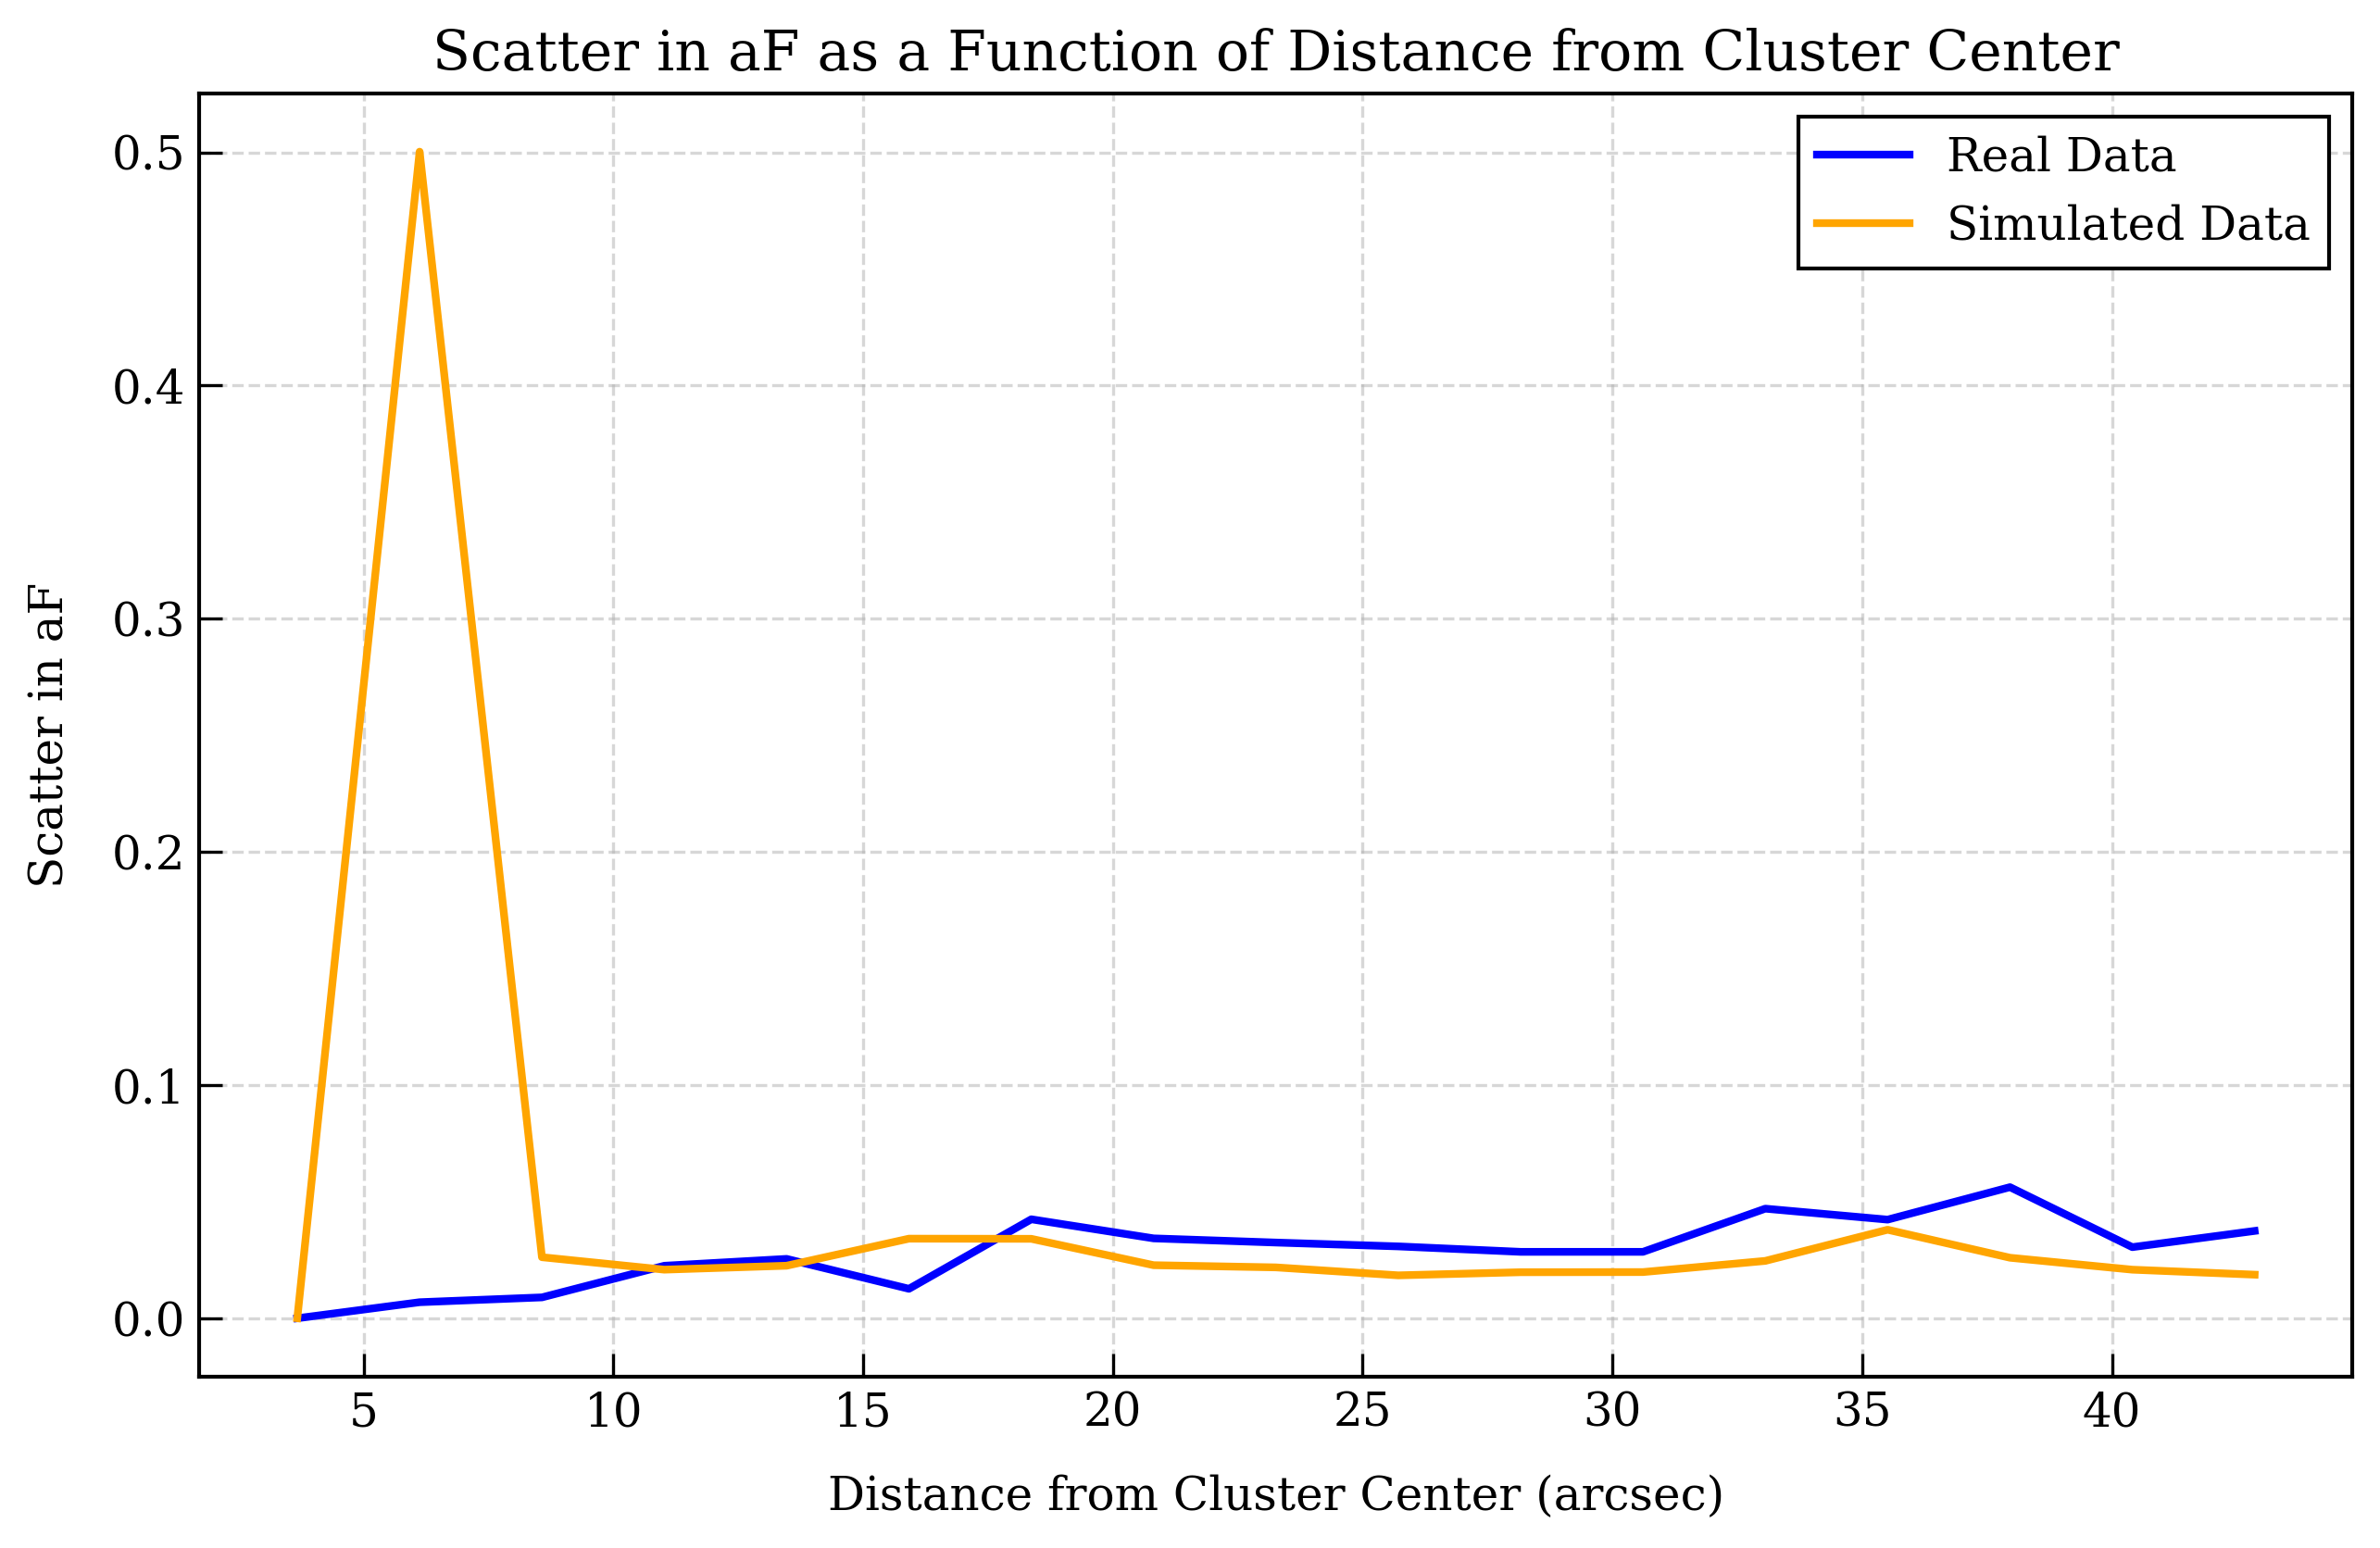 Scatter in aF as a Function of Distance from Cluster Center
Real Data
Simulated Data
0.5
0.4
0.3
0.2
0.1
0.0
Scatter in aF
5 10 15 20 25 30 35 40
Distance from Cluster Center (arcsec)